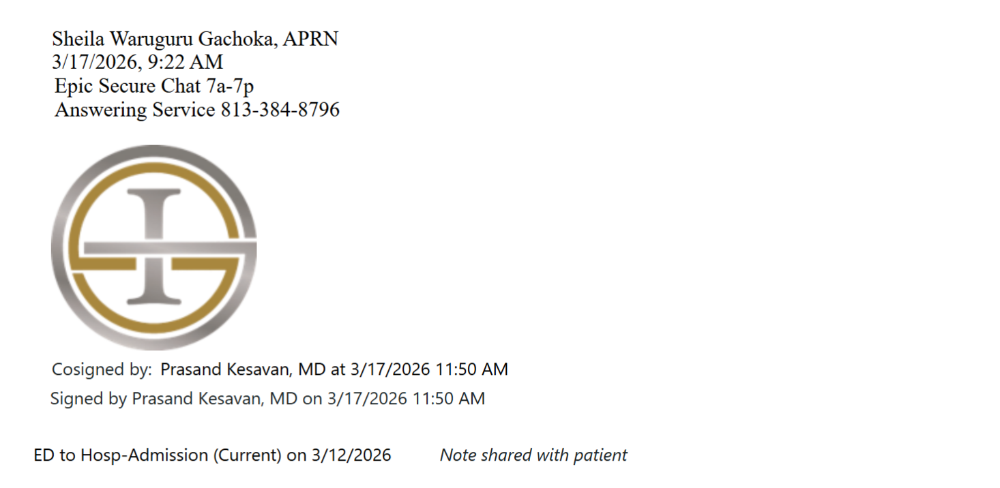 Sheila Waruguru Gachoka, APRN
3/17/2026, 9:22 AM
Epic Secure Chat 7a-7p
Answering Service 813-384-8796
I
Cosigned by: Prasand Kesavan, MD at 3/17/2026 11:50 AM
Signed by Prasand Kesavan, MD on 3/17/2026 11:50 AM
ED to Hosp-Admission (Current) on 3/12/2026 Note shared with patient